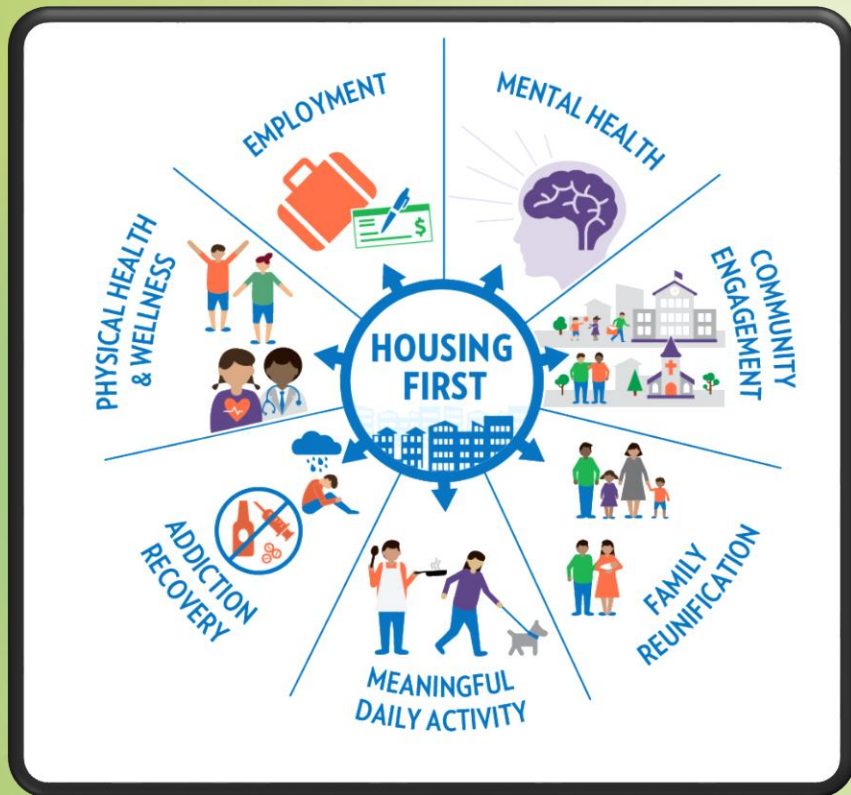 HOUSING
FIRST
EMPLOYMENT
MENTAL HEALTH
COMMUNITY
ENGAGEMENT
FAMILY
REUNIFICATION
MEANINGFUL
DAILY ACTIVITY
ADDICTION
RECOVERY
PHYSICAL HEALTH
& WELLNESS
$